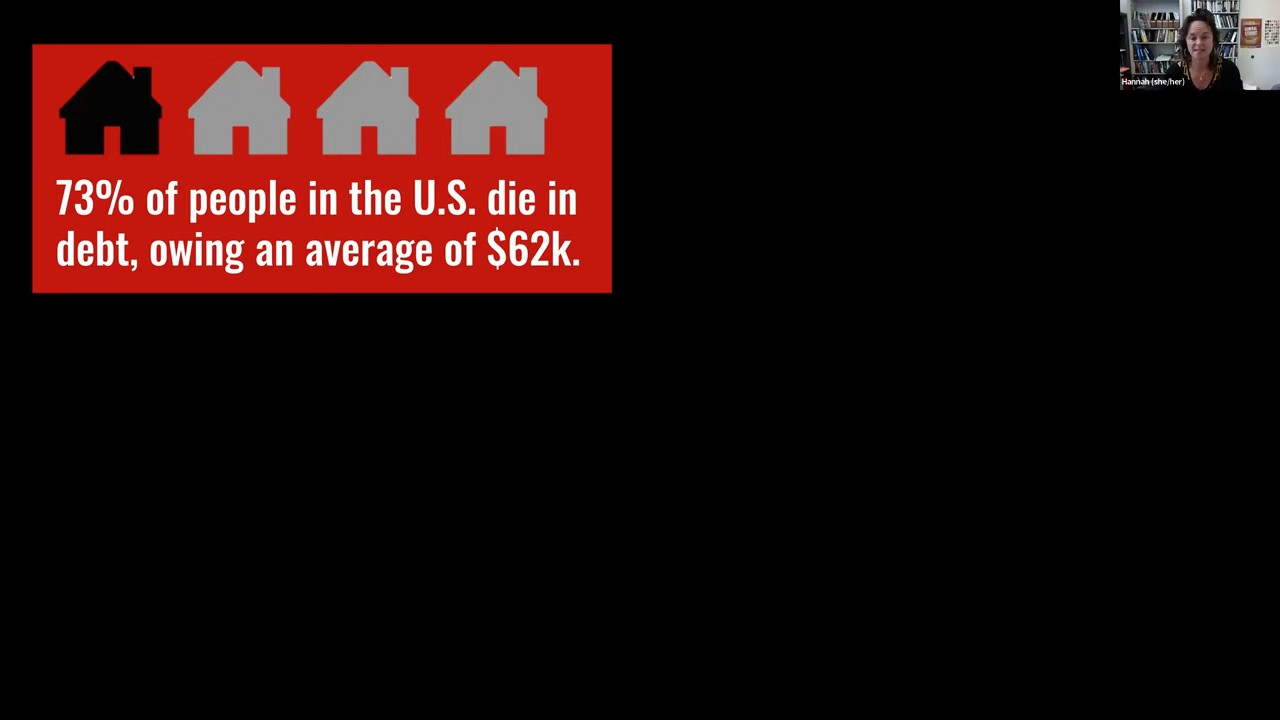 Hannah (she/her)
73% of people in the U.S. die in
debt, owing an average of $62k.